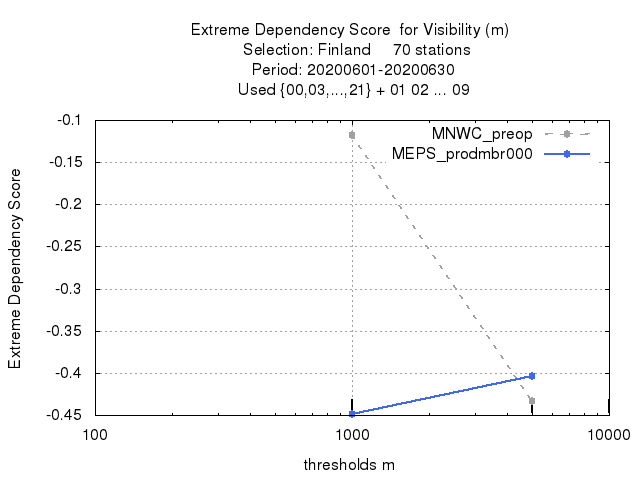 Extreme Dependency Score  for Visibility (m)
Selection: Finland     70 stations
Period: 20200601-20200630
Used {00,03,...,21} + 01 02 ... 09
MNWC_preop
MEPS_prodmbr000
Extreme Dependency Score
-0.1
-0.15
-0.2
-0.25
-0.3
-0.35
-0.4
-0.45
100
1000
10000
thresholds m